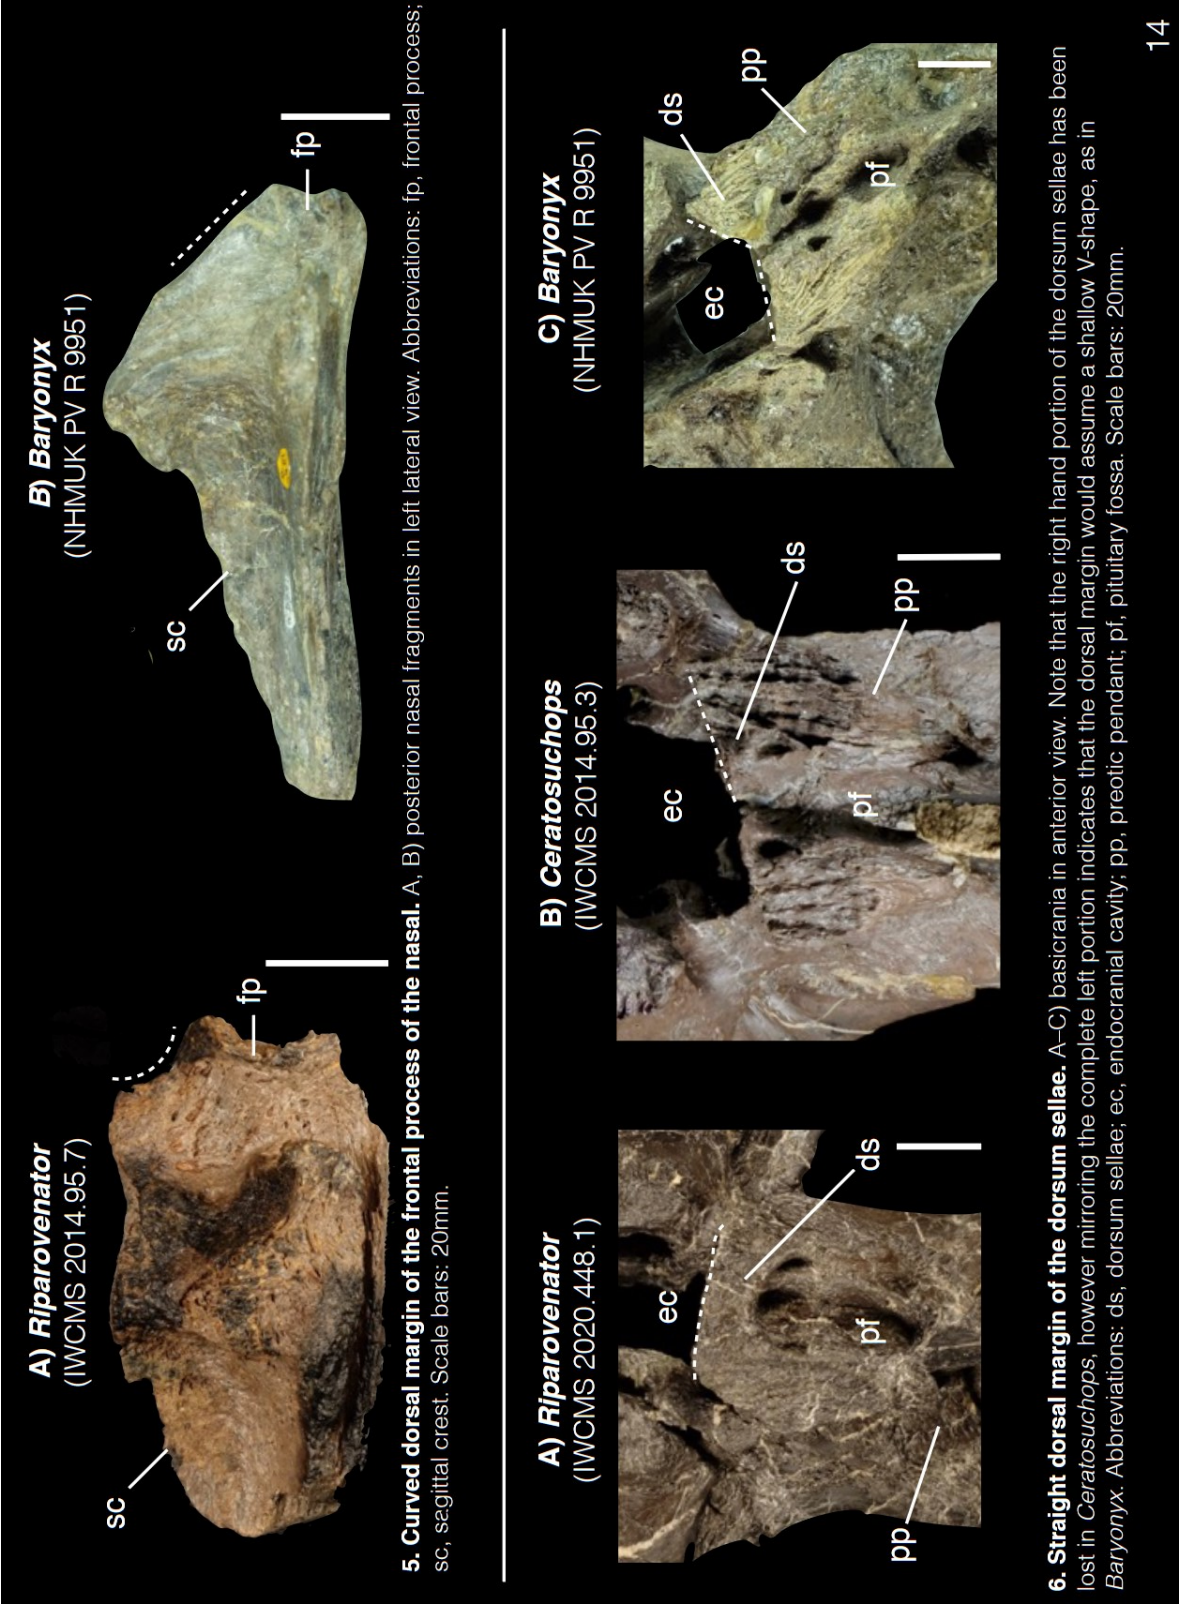 A) Riparovenator
(IWCMS 2014.95.7)
B) Baryonyx
(NHMUK PV R 9951)
sc
fp
sc
fp
5. Curved dorsal margin of the frontal process of the nasal. A, B) posterior nasal fragments in left lateral view. Abbreviations: fp, frontal process;
sc, sagittal crest. Scale bars: 20mm.
A) Riparovenator
(IWCMS 2020.448.1)
B) Ceratosuchops
(IWCMS 2014.95.3)
C) Baryonyx
(NHMUK PV R 9951)
ec
ds
pf
pp
ec
ds
pf
pp
ec
ds
pp
pf
6. Straight dorsal margin of the dorsum sellae. A–C) basicrania in anterior view. Note that the right hand portion of the dorsum sellae has been
lost in Ceratosuchops, however mirroring the complete left portion indicates that the dorsal margin would assume a shallow V-shape, as in
Baryonyx. Abbreviations: ds, dorsum sellae; ec, endocranial cavity; pp, preotic pendant; pf, pituitary fossa. Scale bars: 20mm.
14